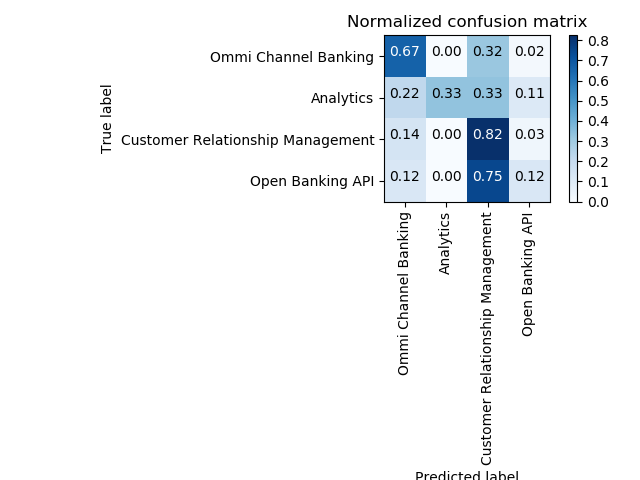 Normalized confusion matrix
True label
Ommi Channel Banking 0.67 0.00 0.32 0.02
Analytics 0.22 0.33 0.33 0.11
Customer Relationship Management 0.14 0.00 0.82 0.03
Open Banking API 0.12 0.00 0.75 0.12
0.8
0.7
0.6
0.5
0.4
0.3
0.2
0.1
0.0
Ommi Channel Banking
Analytics
Customer Relationship Management
Open Banking API
Predicted label